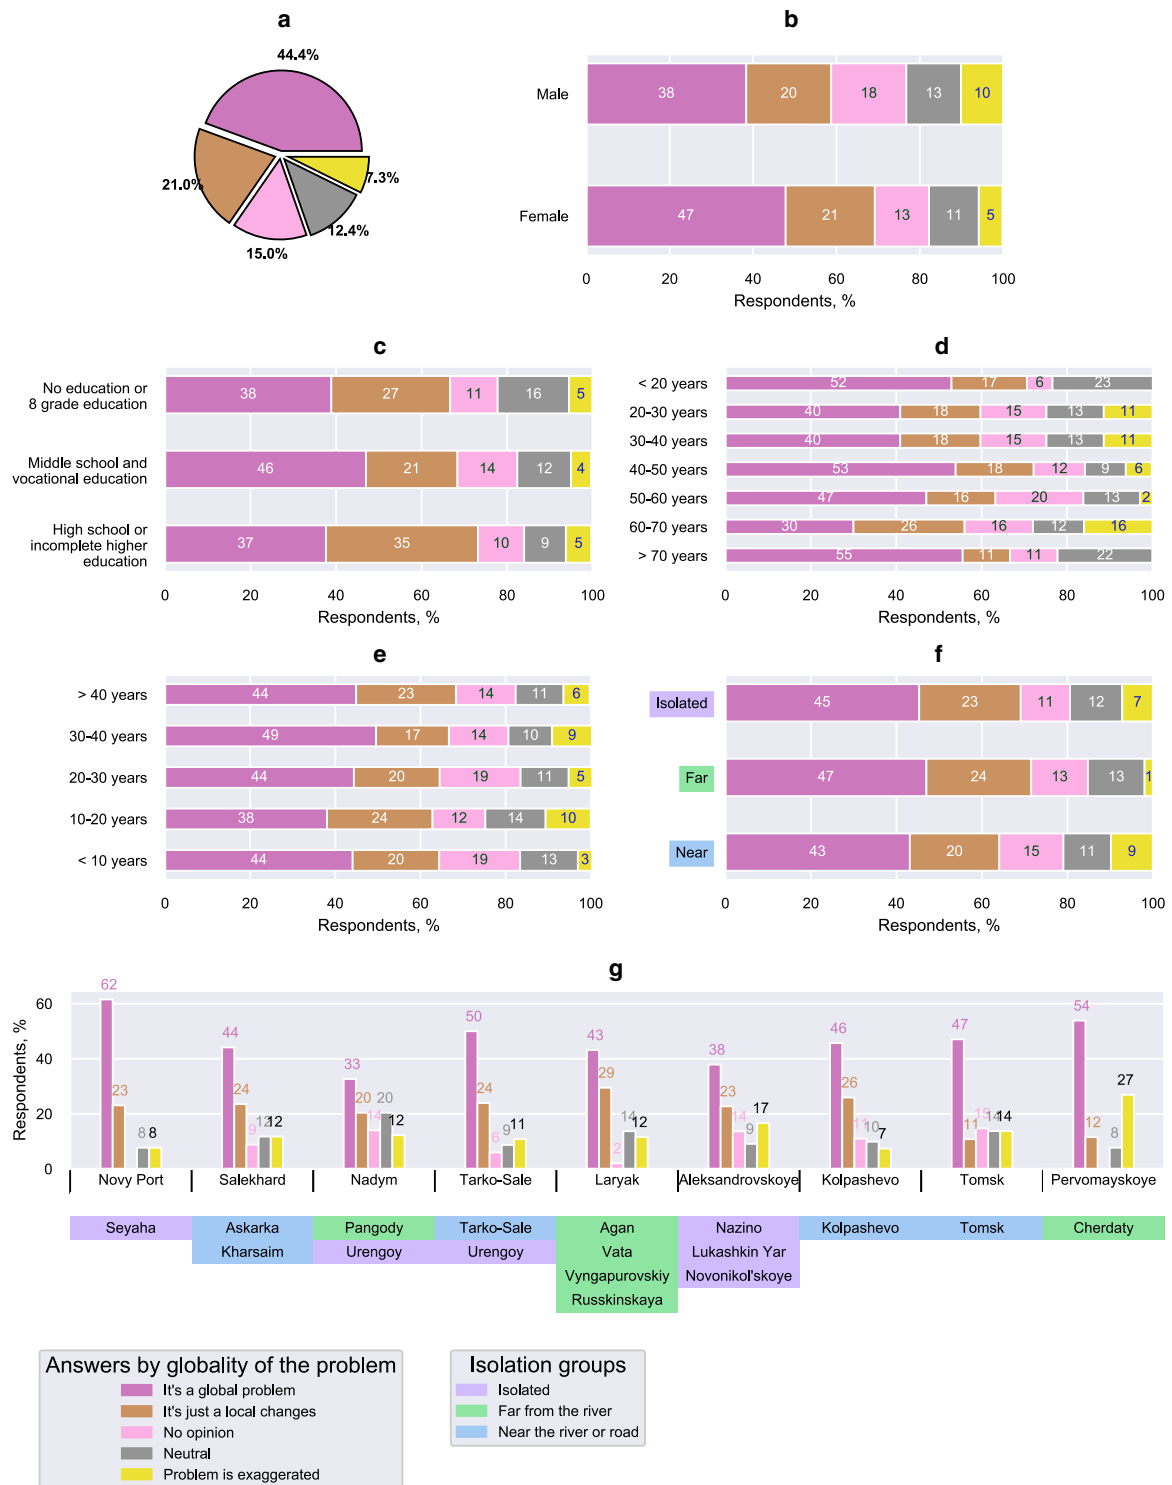 a
44.4%
21.0%
15.0%
12.4%
7.3%
b
Male
38 20 18 13 10
Female
47 21 13 11 5
0 20 40 60 80 100
Respondents, %
c
No education or
8 grade education
38 27 11 16 5
Middle school and
vocational education
46 21 14 12 4
High school or
incomplete higher
education
37 35 10 9 5
0 20 40 60 80 100
Respondents, %
d
< 20 years 52 17 6 23
20-30 years 40 18 15 13 11
30-40 years 40 18 15 13 11
40-50 years 53 18 12 9 6
50-60 years 47 16 20 13 2
60-70 years 30 26 16 12 16
> 70 years 55 11 11 22
0 20 40 60 80 100
Respondents, %
e
> 40 years 44 23 14 11 6
30-40 years 49 17 14 10 9
20-30 years 44 20 19 11 5
10-20 years 38 24 12 14 10
< 10 years 44 20 19 13 3
0 20 40 60 80 100
Respondents, %
f
Isolated 45 23 11 12 7
Far 47 24 13 13 1
Near 43 20 15 11 9
0 20 40 60 80 100
Respondents, %
g
Respondents, %
60
40
20
0
62 23 8 8
44 24 9 12 12
33 20 14 20 12
50 24 6 9 11
43 29 2 14 12
38 23 14 9 17
46 26 11 10 7
47 11 15 14 14
54 12 8 27
Novy Port Salekhard Nadym Tarko-Sale Laryak Aleksandrovskoye Kolpashevo Tomsk Pervomayskoye
Seyaha Askarka Pangody Tarko-Sale Agan Nazino Kolpashevo Tomsk Cherdaty
Kharsaim Urengoy Urengoy Vata Lukashkin Yar
Vyngapurovskiy Novonikol'skoye
Russkinskaya
Answers by globality of the problem
It's a global problem
It's just a local changes
No opinion
Neutral
Problem is exaggerated
Isolation groups
Isolated
Far from the river
Near the river or road